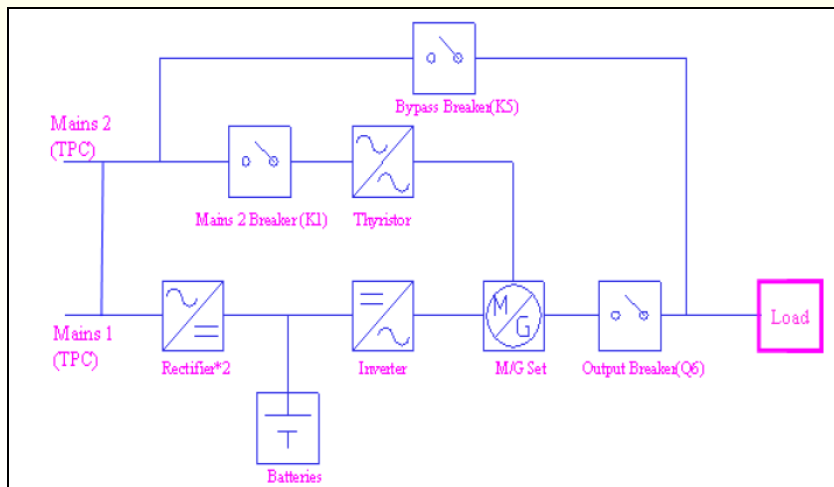 Bypass Breaker(K5)
Mains 2
(TPC)
Mains 2 Breaker(K1)
Thyristor
M
G
Load
Mains 1
(TPC)
Rectifier*2
Inverter
M/G Set
Output Breaker(Q6)
Batteries